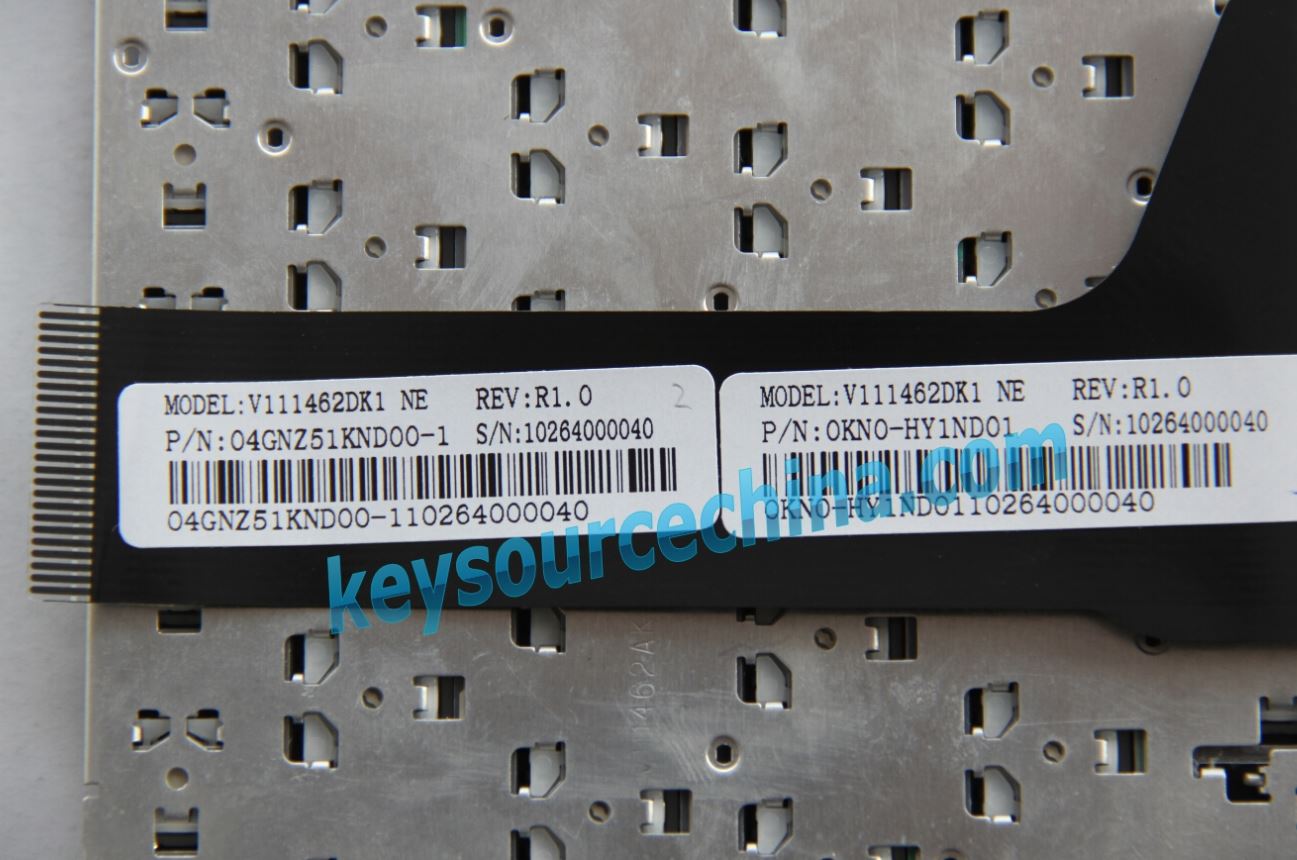 MODEL:V111462DK1 NE REV:R1.0 2
P/N:04GNZ51KND00-1 S/N:10264000040
04GNZ51KND00-110264000040
MODEL:V111462DK1 NE REV:R1.0
P/N:0KN0-HY1ND01 S/N:10264000040
0KN0-HY1ND0110264000040
keysourcechina.com